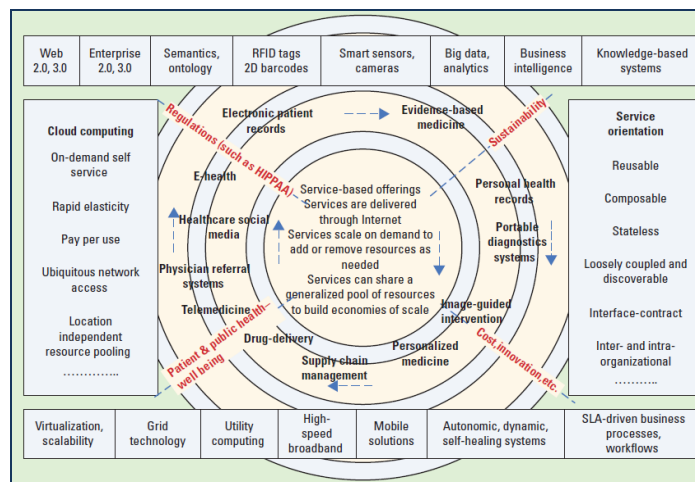 Web
2.0, 3.0
Enterprise
2.0, 3.0
Semantics,
ontology
RFID tags
2D barcodes
Smart sensors,
cameras
Big data,
analytics
Business
intelligence
Knowledge-based
systems
Cloud computing
On-demand self
service
Rapid elasticity
Pay per use
Ubiquitous network
access
Location
independent
resource pooling
…………..
Regulations (such as HIPPAA)
Electronic patient
records
Evidence-based
medicine
Sustainability
E-health
Healthcare social
media
Physician referral
systems
Telemedicine
Patient & public health
well being
Drug-delivery
Supply chain
management
Personalized
medicine
Image-guided
intervention
Cost,innovation,etc.
Portable
diagnostics
systems
Personal health
records
Service-based offerings
Services are delivered
through Internet
Services scale on demand to
add or remove resources as
needed
Services can share a
generalized pool of resources
to build economies of scale
Service
orientation
Reusable
Composable
Stateless
Loosely coupled and
discoverable
Interface-contract
Inter- and intra-
organizational
………..
Virtualization,
scalability
Grid
technology
Utility
computing
High-
speed
broadband
Mobile
solutions
Autonomic, dynamic,
self-healing systems
SLA-driven business
processes,
workflows